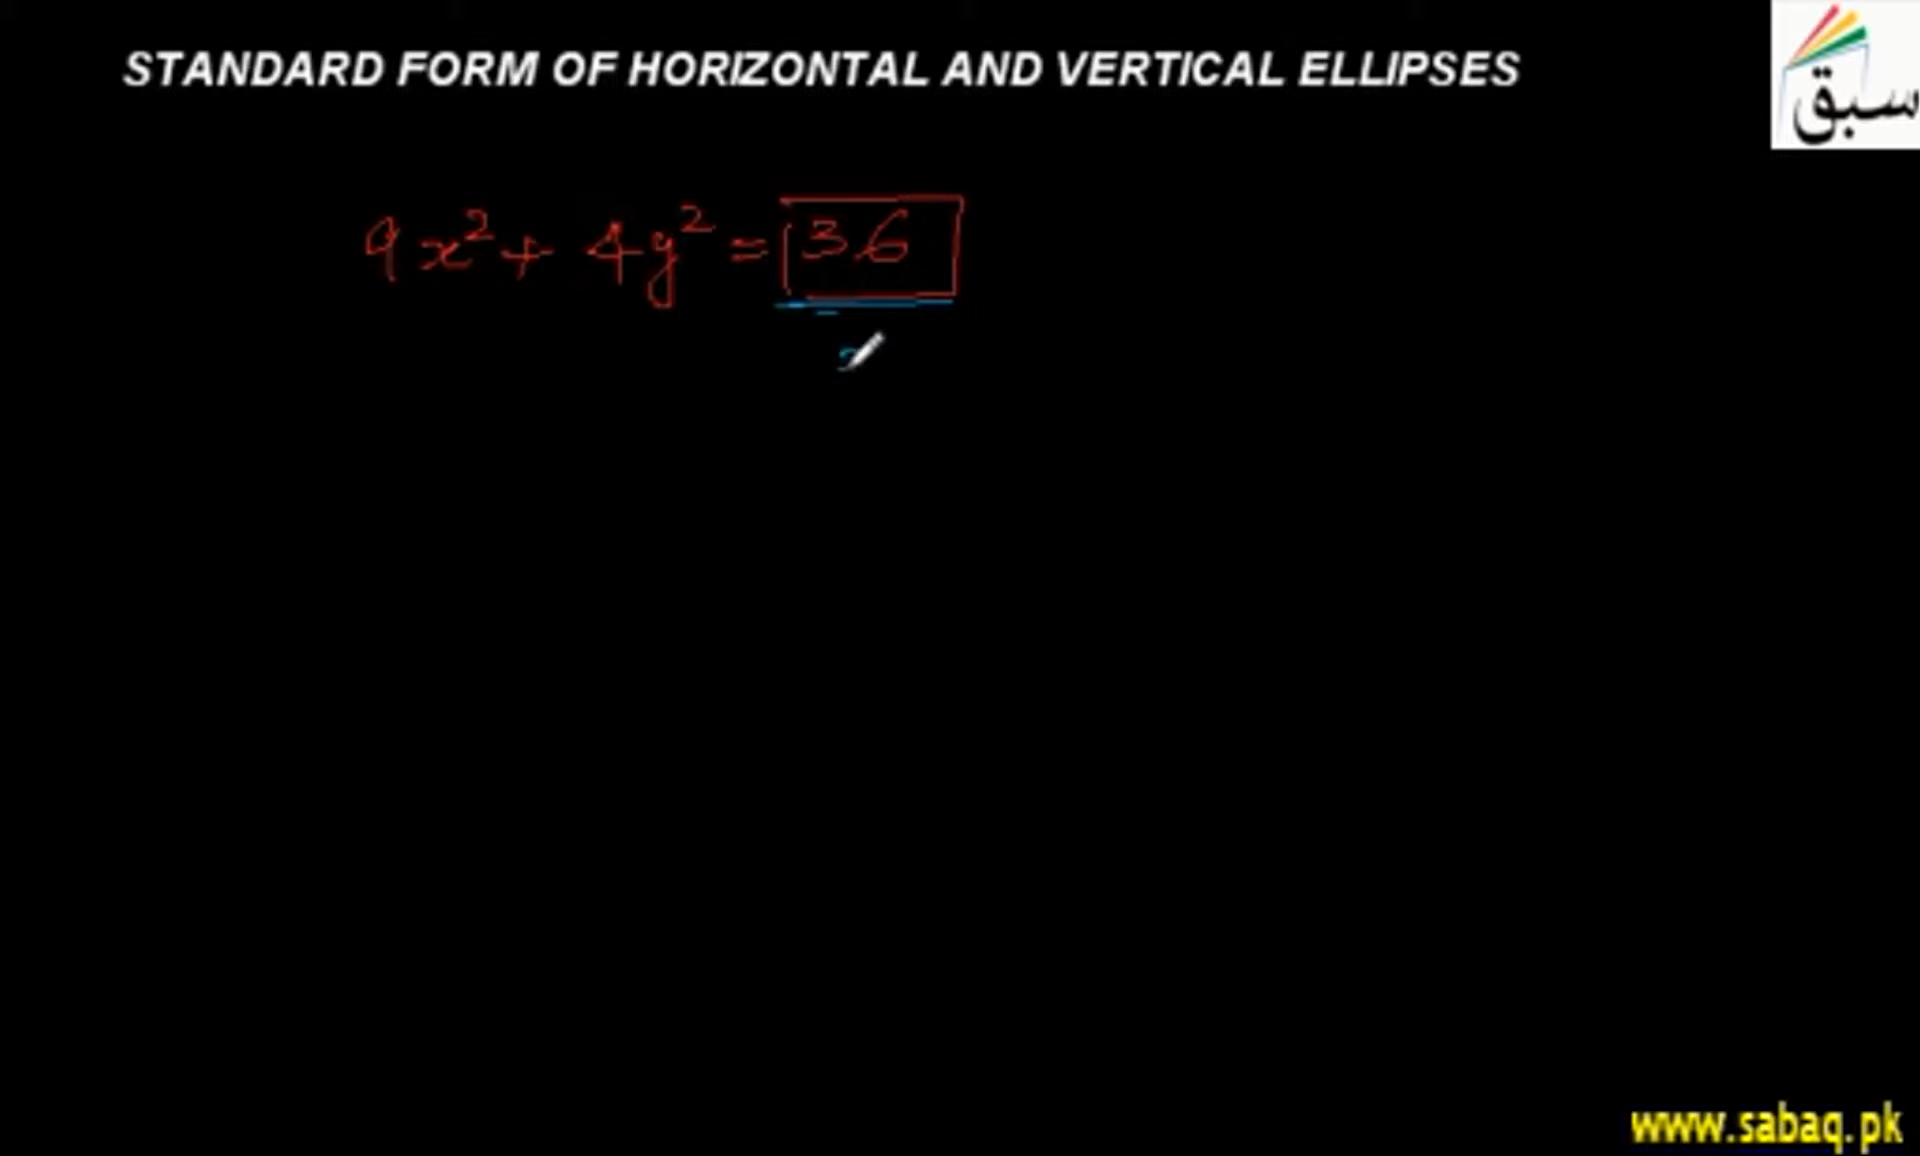 STANDARD FORM OF HORIZONTAL AND VERTICAL ELLIPSES
سبق
9x² + 4y² = 36
www.sabaq.pk